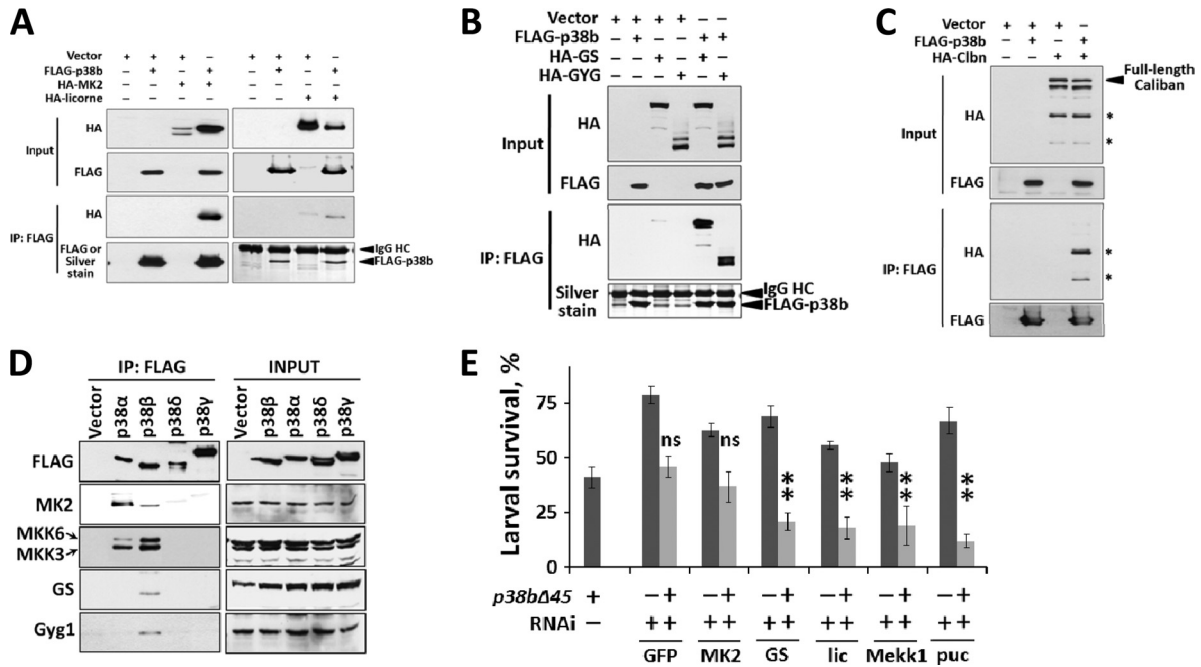 A
Vector + + + − + + + −
FLAG-p38b − + − + − + − +
HA-MK2 − − + + − − − −
HA-licorne − − − − − − + +
Input
HA
FLAG
IP: FLAG
HA
FLAG or
Silver
stain
IgG HC
FLAG-p38b
B
Vector + + + + − −
FLAG-p38b − + − − + +
HA-GS − − + − + −
HA-GYG − − − + − +
Input
HA
FLAG
IP: FLAG
HA
Silver
stain
IgG HC
FLAG-p38b
C
Vector + + + −
FLAG-p38b − + − +
HA-Clbn − − + +
Full-length
Caliban
Input
HA
*
*
FLAG
IP: FLAG
HA
*
*
FLAG
D
IP: FLAG
INPUT
Vector p38α p38β p38δ p38γ
Vector p38β p38α p38δ p38γ
FLAG
MK2
MKK6
MKK3
GS
Gyg1
E
Larval survival, %
75
50
25
0
ns ns ** ** ** **
p38bΔ45 + − + − + − + − + − + − +
RNAi − + + + + + + + + + + + +
GFP MK2 GS lic Mekk1 puc